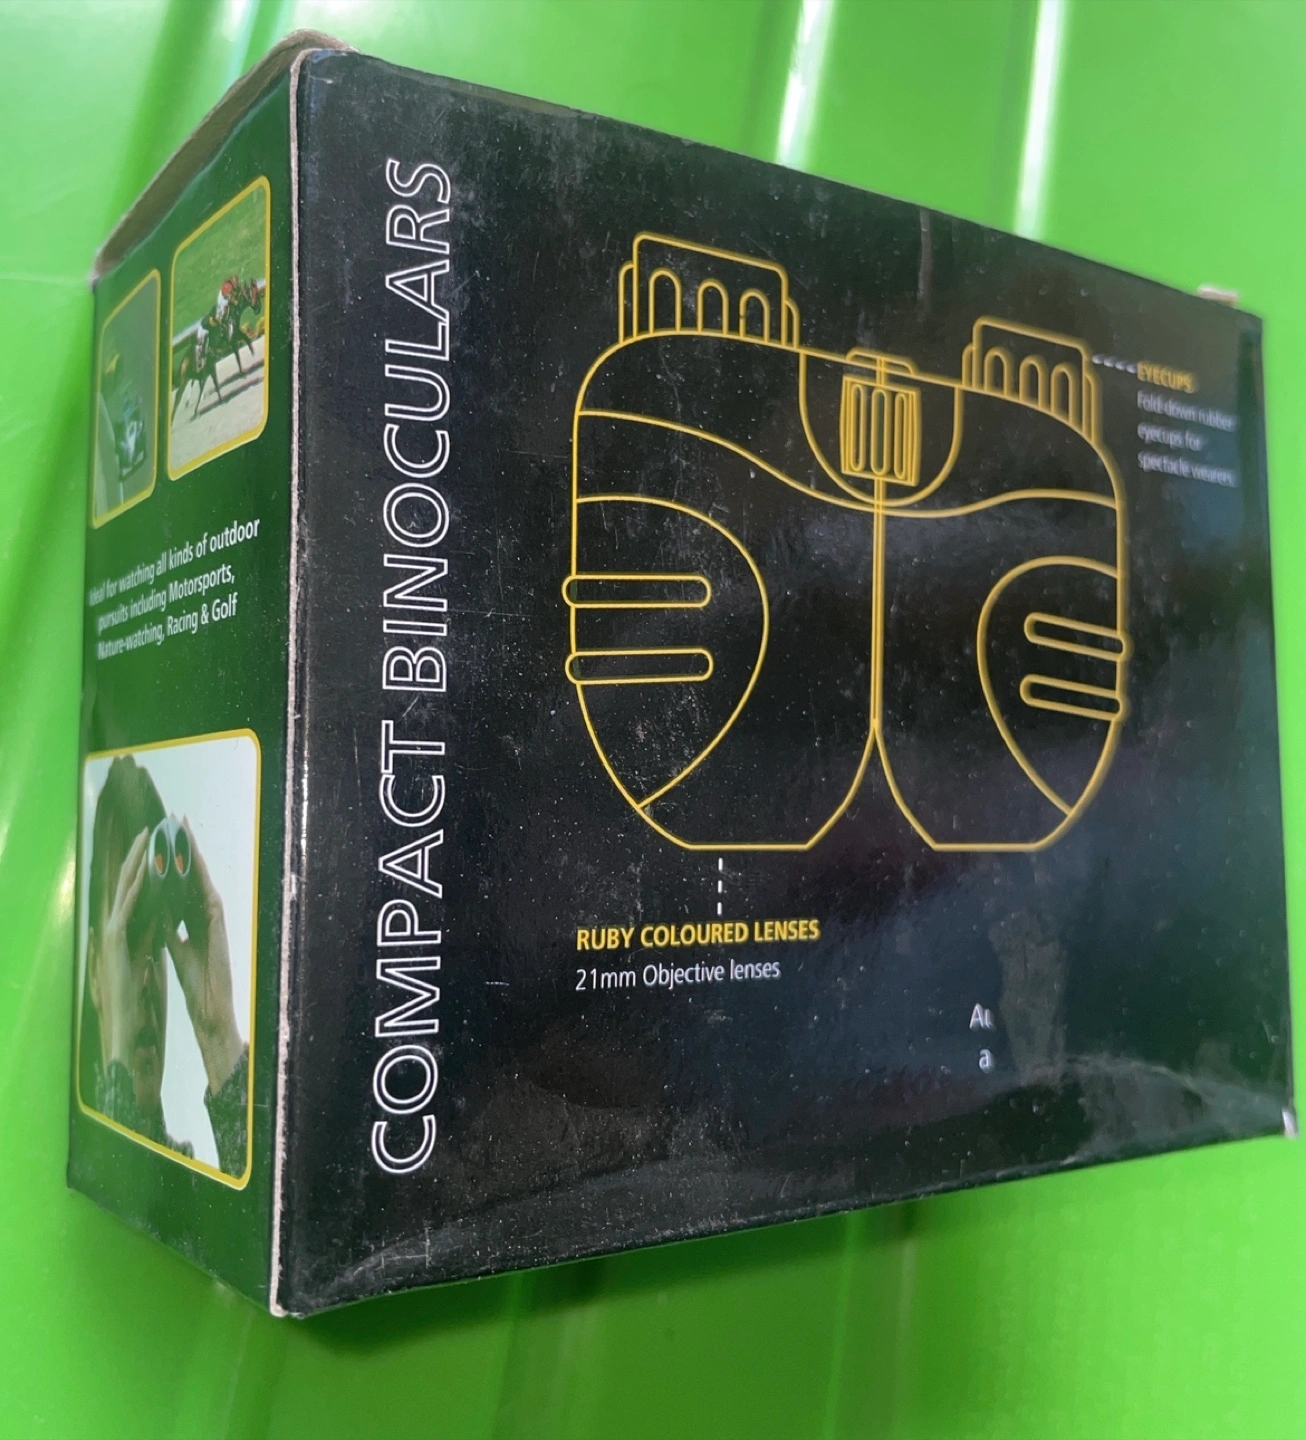 Ideal for watching all kinds of outdoor
pursuits including Motorsports,
Nature-watching, Racing & Golf
COMPACT BINOCULARS
EYECUPS
Fold down rubber
eyecups for
spectacle wearers
RUBY COLOURED LENSES
21mm Objective lenses
a